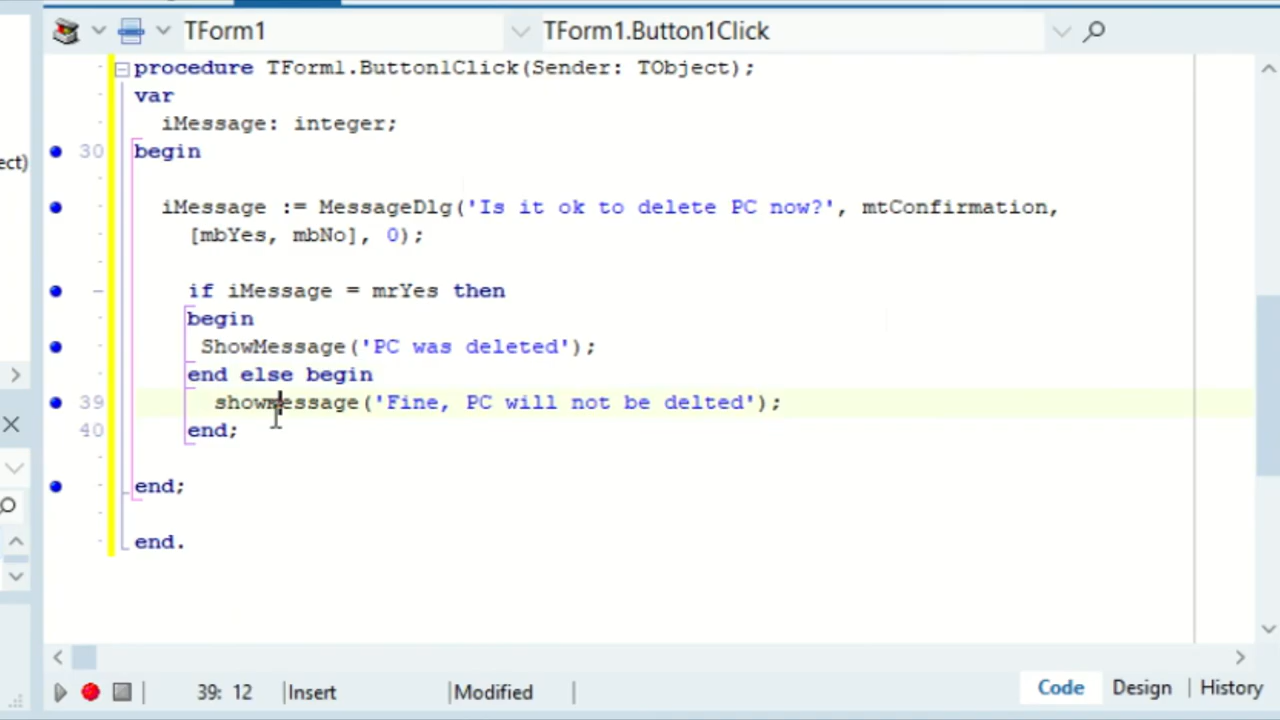 TForm1 TForm1.Button1Click
procedure TForm1.Button1Click(Sender: TObject);
var
iMessage: integer;
30 begin
ect)
iMessage := MessageDlg('Is it ok to delete PC now?', mtConfirmation,
[mbYes, mbNo], 0);
if iMessage = mrYes then
begin
ShowMessage('PC was deleted');
end else begin
39 showmessage('Fine, PC will not be delted');
40 end;
end;
end.
39: 12 Insert Modified Code Design History